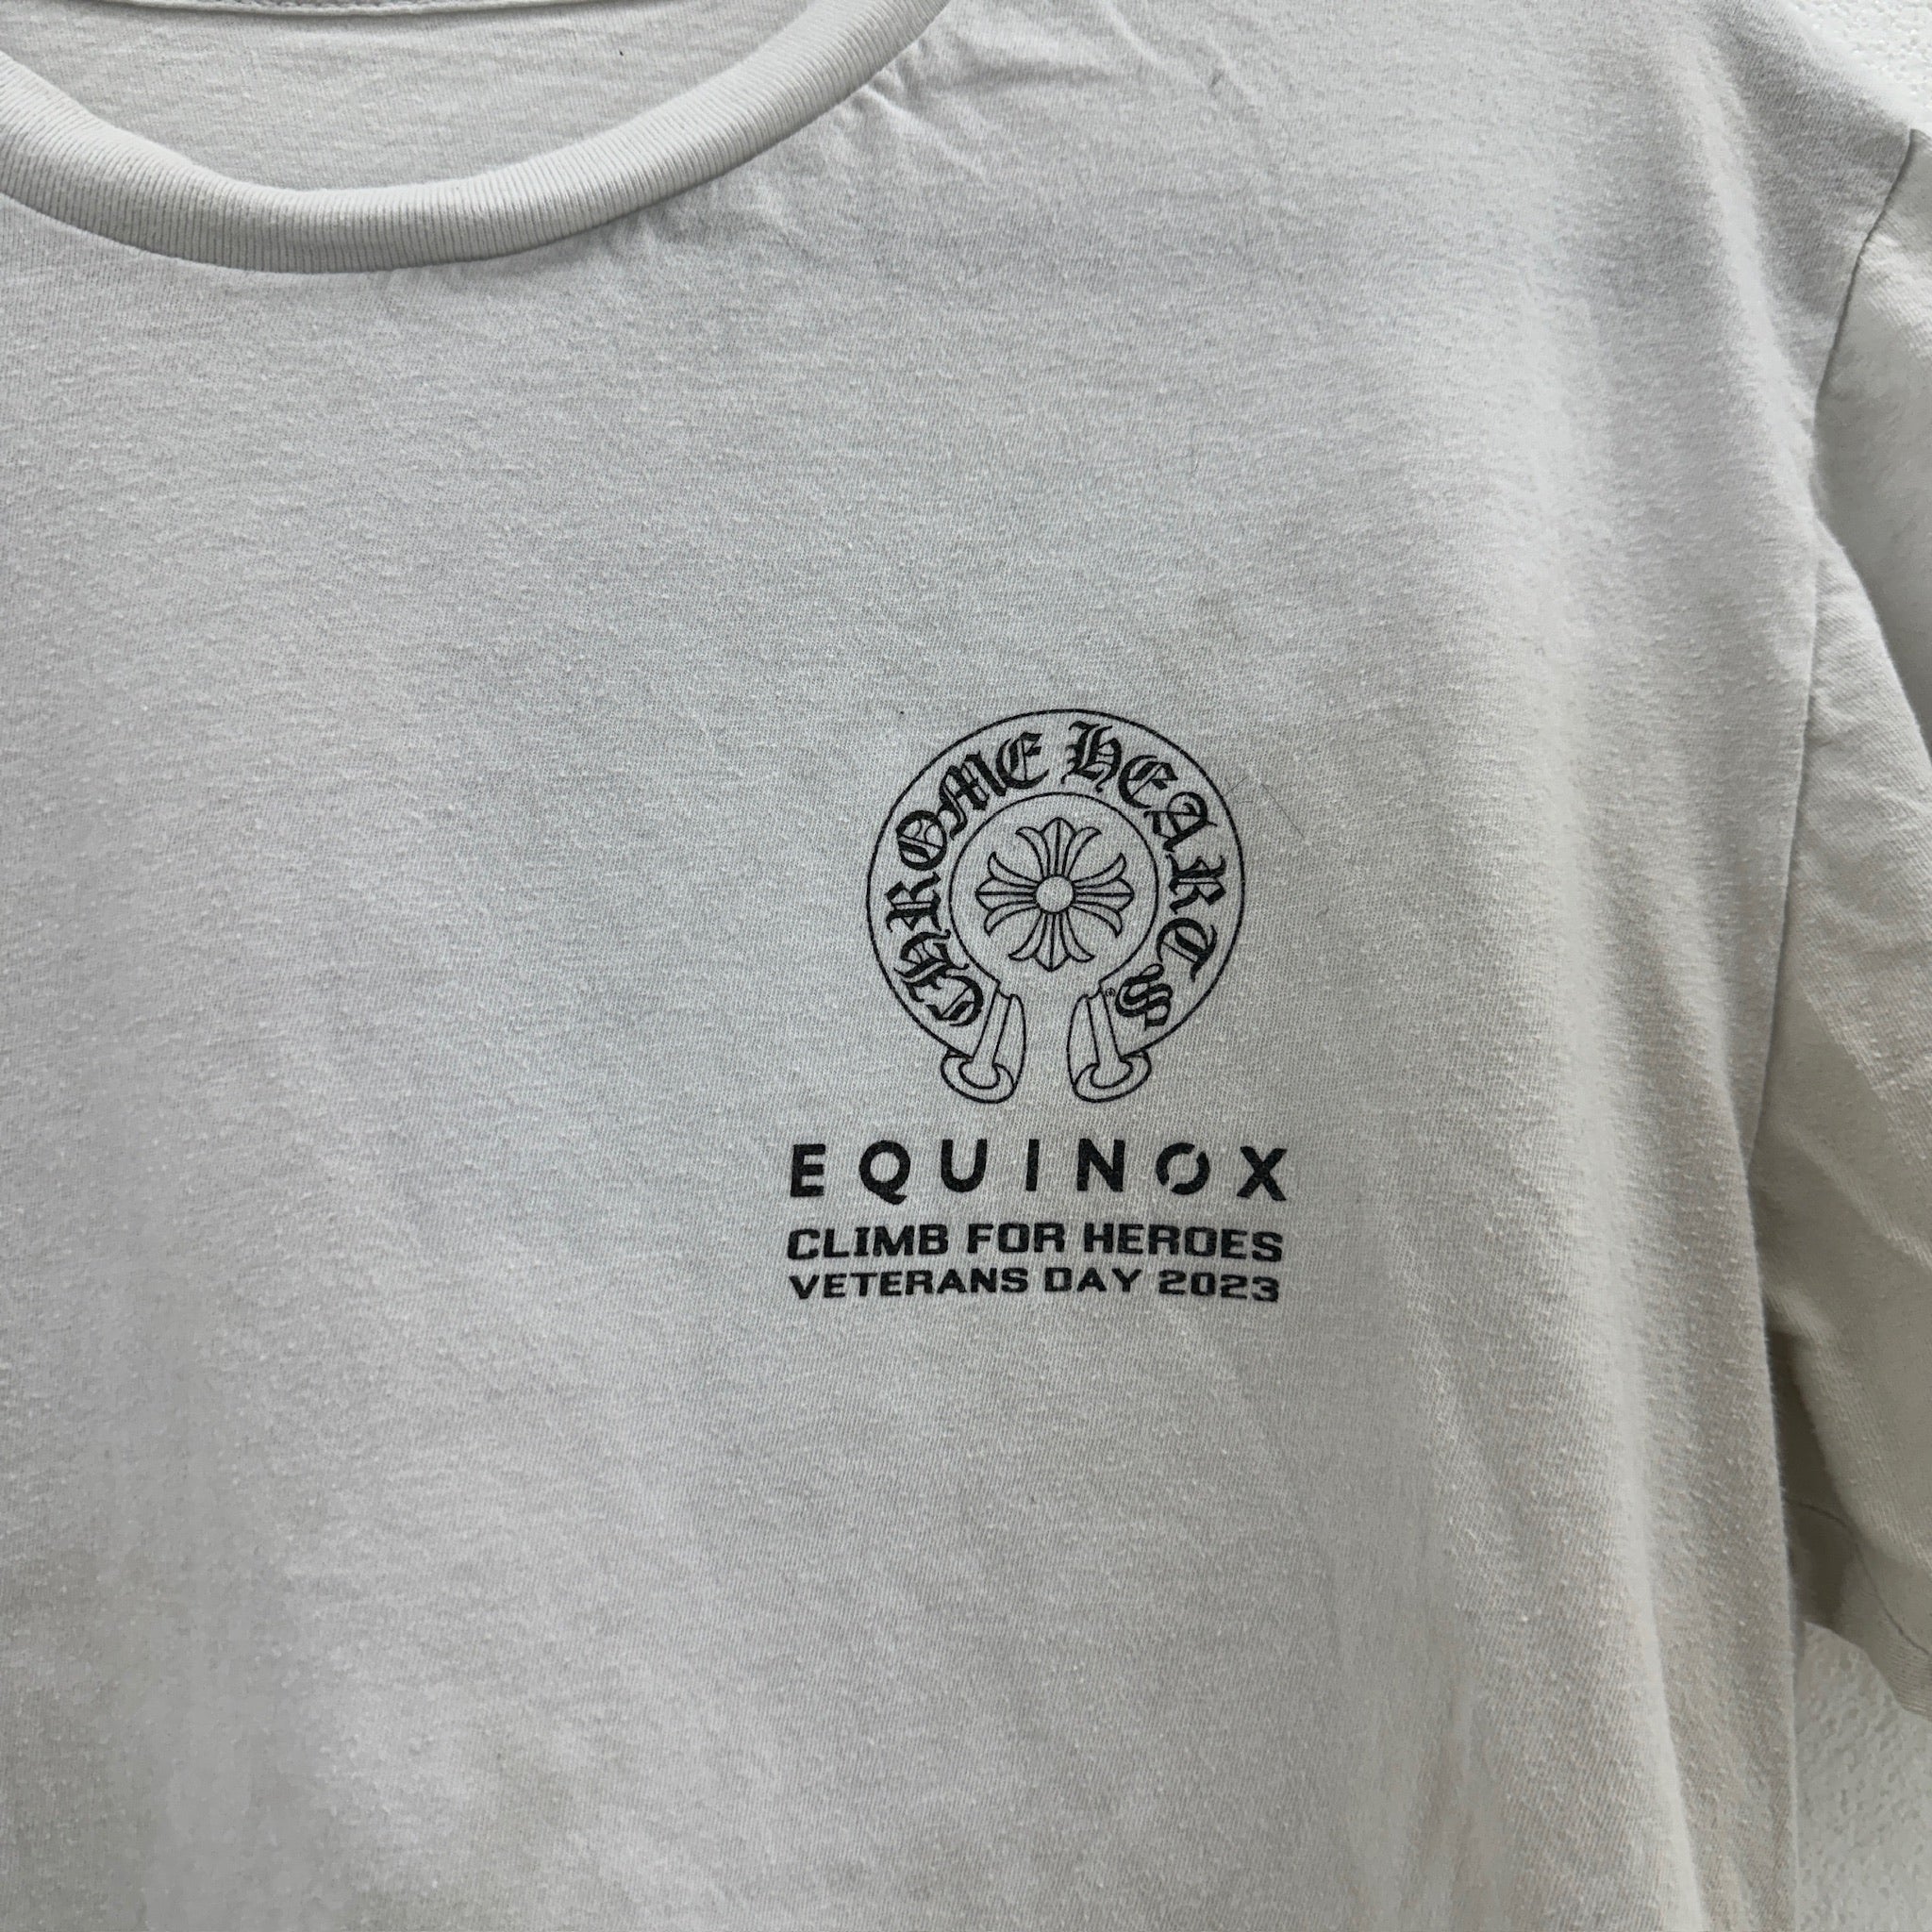 CHROME HEARTS
®
EQUINOX
CLIMB FOR HEROES
VETERANS DAY 2023